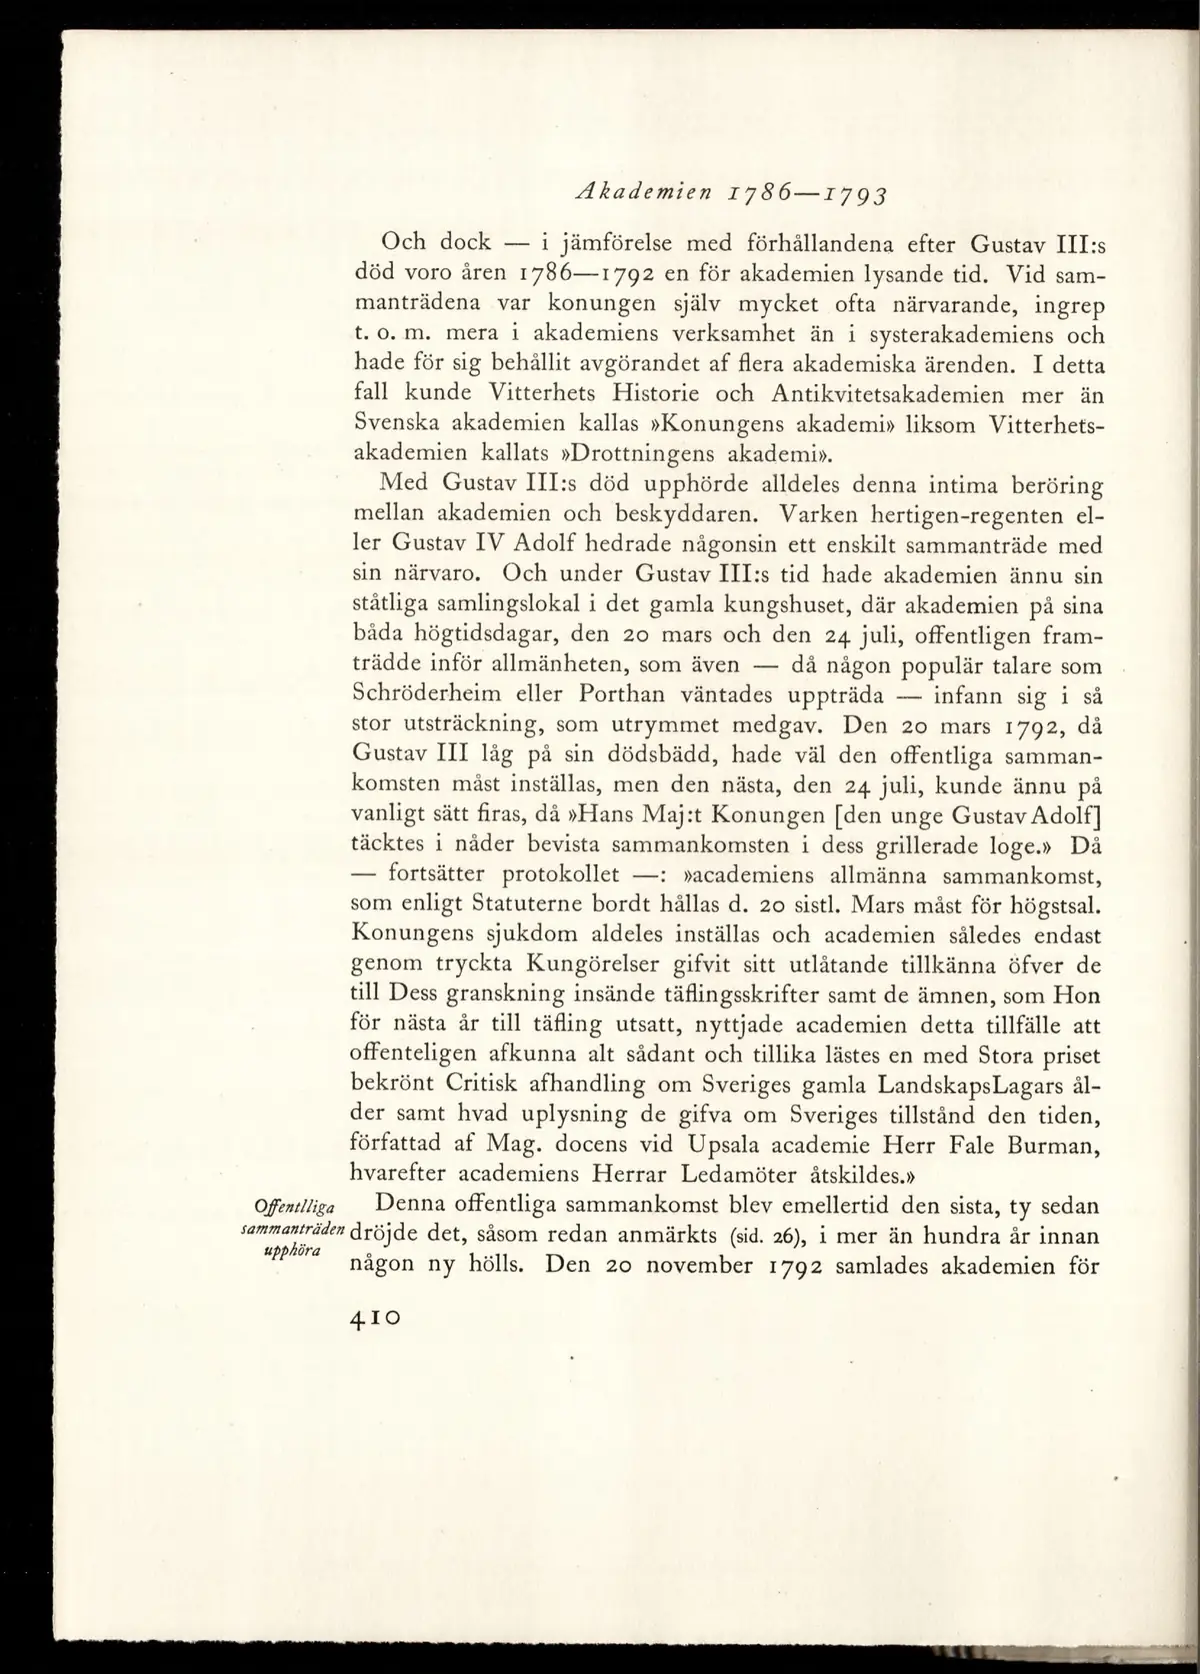 Akademien 1786—1793
Och dock — i jämförelse med förhållandena efter Gustav III:s
död voro åren 1786—1792 en för akademien lysande tid. Vid sam-
manträdena var konungen själv mycket ofta närvarande, ingrep
t. o. m. mera i akademiens verksamhet än i systerakademiens och
hade för sig behållit avgörandet af flera akademiska ärenden. I detta
fall kunde Vitterhets Historie och Antikvitetsakademien mer än
Svenska akademien kallas »Konungens akademi» liksom Vitterhets-
akademien kallats »Drottningens akademi».
Med Gustav III:s död upphörde alldeles denna intima beröring
mellan akademien och beskyddaren. Varken hertigen-regenten el-
ler Gustav IV Adolf hedrade någonsin ett enskilt sammanträde med
sin närvaro. Och under Gustav III:s tid hade akademien ännu sin
ståtliga samlingslokal i det gamla kungshuset, där akademien på sina
båda högtidsdagar, den 20 mars och den 24 juli, offentligen fram-
trädde inför allmänheten, som även — då någon populär talare som
Schröderheim eller Porthan väntades uppträda — infann sig i så
stor utsträckning, som utrymmet medgav. Den 20 mars 1792, då
Gustav III låg på sin dödsbädd, hade väl den offentliga samman-
komsten måst inställas, men den nästa, den 24 juli, kunde ännu på
vanligt sätt firas, då »Hans Maj:t Konungen [den unge Gustav Adolf]
täcktes i nåder bevista sammankomsten i dess grillerade loge.» Då
— fortsätter protokollet —: »academiens allmänna sammankomst,
som enligt Statuterne bordt hållas d. 20 sistl. Mars måst för högstsal.
Konungens sjukdom aldeles inställas och academien således endast
genom tryckta Kungörelser gifvit sitt utlåtande tillkänna öfver de
till Dess granskning insände täflingsskrifter samt de ämnen, som Hon
för nästa år till täfling utsatt, nyttjade academien detta tillfälle att
offenteligen afkunna alt sådant och tillika lästes en med Stora priset
bekrönt Critisk afhandling om Sveriges gamla LandskapsLagars ål-
der samt hvad uplysning de gifva om Sveriges tillstånd den tiden,
författad af Mag. docens vid Upsala academie Herr Fale Burman,
hvarefter academiens Herrar Ledamöter åtskildes.»
Offentlliga
sammanträden
upphöra
Denna offentliga sammankomst blev emellertid den sista, ty sedan
dröjde det, såsom redan anmärkts (sid. 26), i mer än hundra år innan
någon ny hölls. Den 20 november 1792 samlades akademien för
410